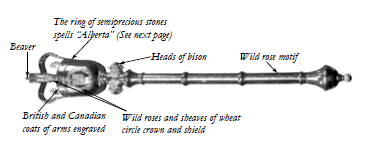 The ring of semiprecious stones
spells "Alberta" (See next page)
Beaver
Heads of bison
Wild rose motif
British and Canadian
coats of arms engraved
Wild roses and sheaves of wheat
circle crown and shield